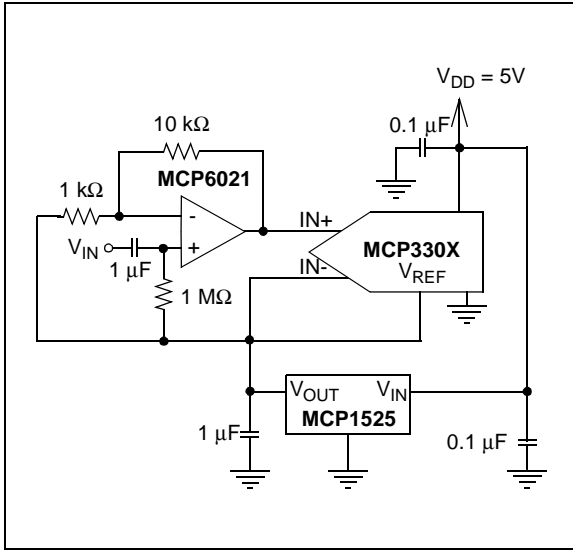 V_DD = 5V
10 kΩ
0.1 μF
MCP6021
1 kΩ
-
IN+
V_IN
+
MCP330X
1 μF
IN-
V_REF
1 MΩ
V_OUT
V_IN
MCP1525
1 μF
0.1 μF